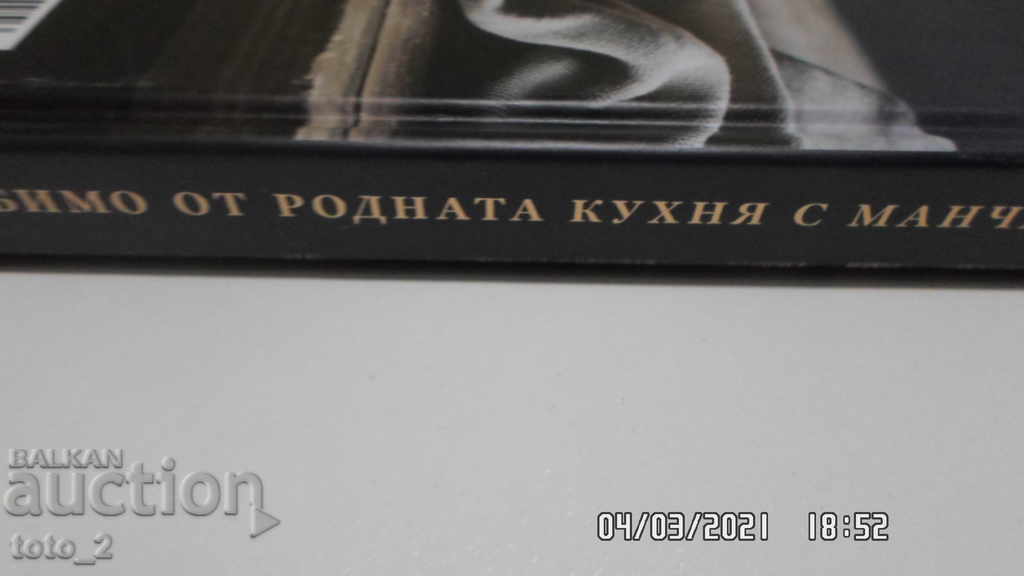 БИМО ОТ РОДНАТА КУХНЯ С МАНЧ
BALKAN
auction
toto_2
04/03/2021 18:52